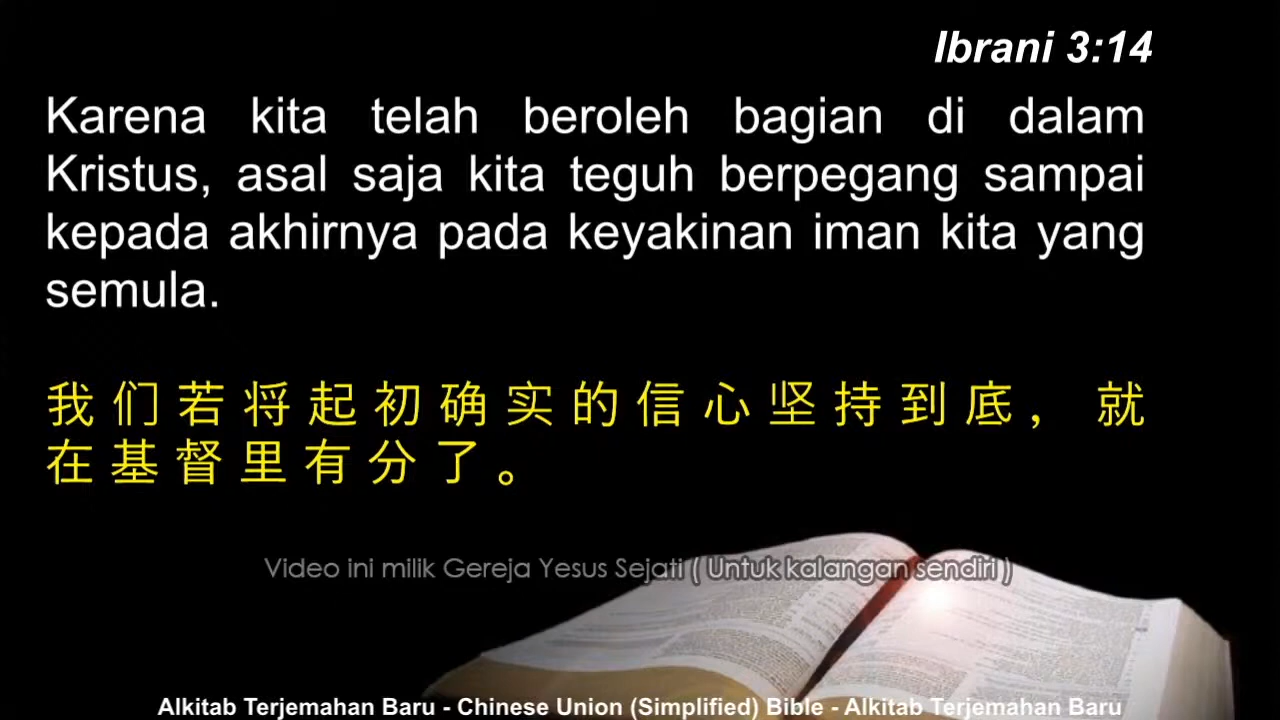 Ibrani 3:14
Karena kita telah beroleh bagian di dalam
Kristus, asal saja kita teguh berpegang sampai
kepada akhirnya pada keyakinan iman kita yang
semula.
我们若将起初确实的信心坚持到底，就
在基督里有分了。
Video ini milik Gereja Yesus Sejati ( Untuk kalangan sendiri )
Alkitab Terjemahan Baru - Chinese Union (Simplified) Bible - Alkitab Terjemahan Baru